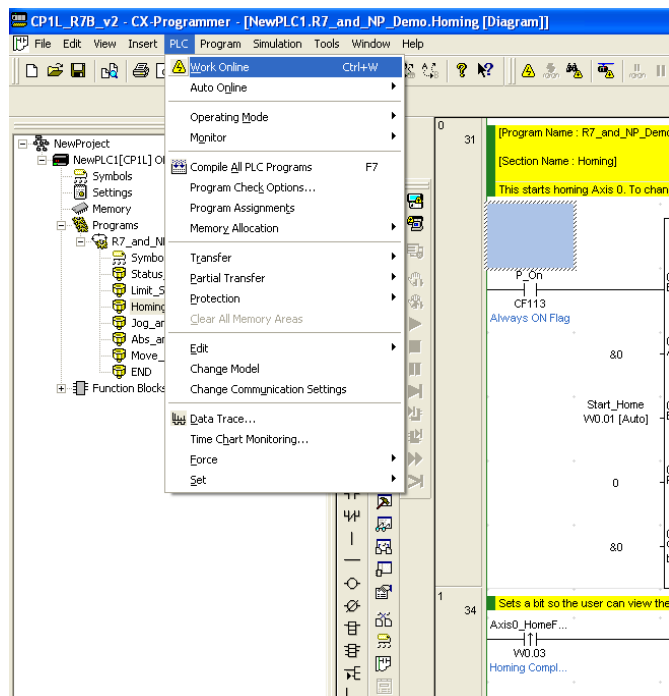 CP1L_R7B_v2 - CX-Programmer - [NewPLC1.R7_and_NP_Demo.Homing [Diagram]]
File Edit View Insert PLC Program Simulation Tools Window Help
Work Online Ctrl+W
Auto Online
Operating Mode
Monitor
Compile All PLC Programs F7
Program Check Options...
Program Assignments
Memory Allocation
Transfer
Partial Transfer
Protection
Clear All Memory Areas
Edit
Change Model
Change Communication Settings
Data Trace...
Time Chart Monitoring...
Force
Set
NewProject
NewPLC1[CP1L] Of
Symbols
Settings
Memory
Programs
R7_and_N
Symbo
Status_
Limit_S
Homing
Jog_an
Abs_an
Move_
END
Function Blocks
0
31
[Program Name : R7_and_NP_Demo
[Section Name : Homing]
This starts homing Axis 0. To chan
P_On
CF113
Always ON Flag
&0
Start_Home
W0.01 [Auto]
0
&0
1
34
Sets a bit so the user can view the
Axis0_HomeF...
W0.03
Homing Compl...